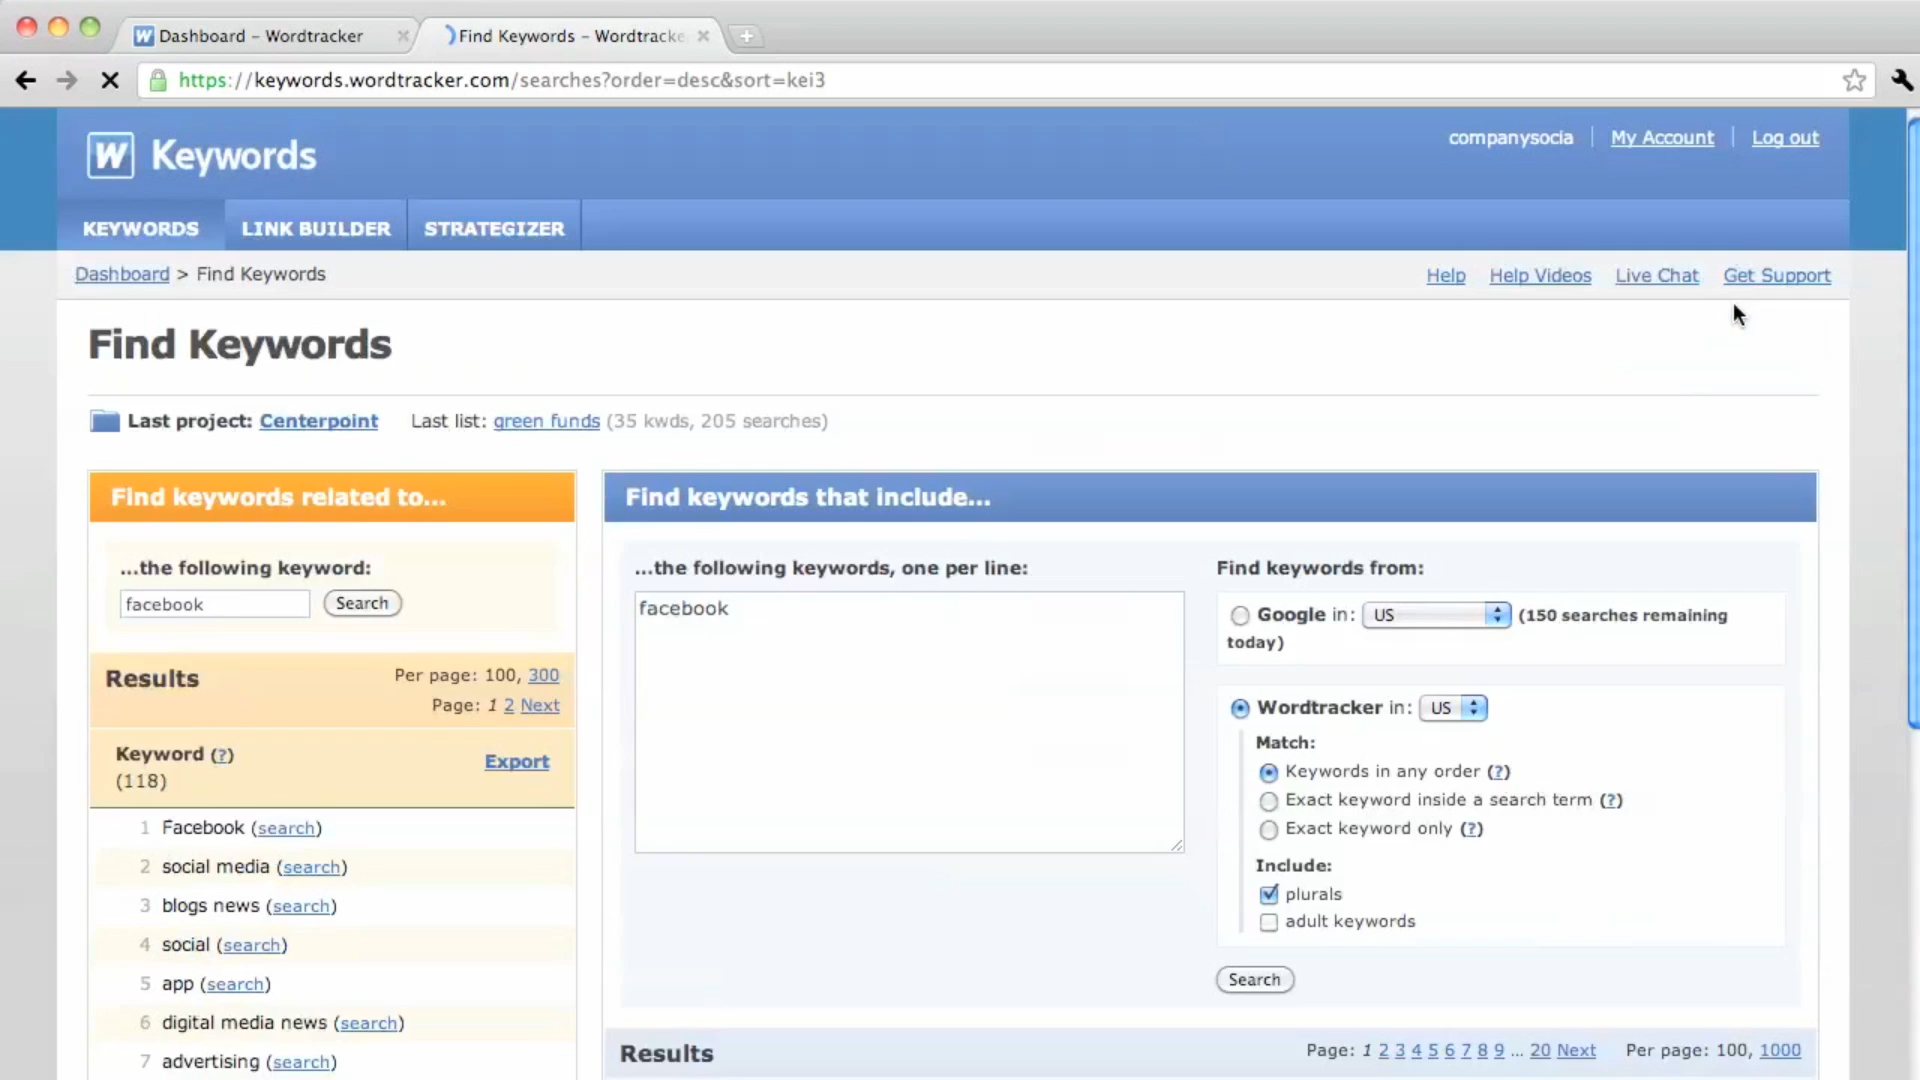 Dashboard – Wordtracker
Find Keywords – Wordtracke
https://keywords.wordtracker.com/searches?order=desc&sort=kei3
W Keywords
companysocia
My Account
Log out
KEYWORDS
LINK BUILDER
STRATEGIZER
Dashboard > Find Keywords
Help
Help Videos
Live Chat
Get Support
Find Keywords
Last project: Centerpoint
Last list: green funds (35 kwds, 205 searches)
Find keywords related to...
...the following keyword:
facebook
Search
Results
Per page: 100, 300
Page: 1 2 Next
Keyword (?)
(118)
Export
1 Facebook (search)
2 social media (search)
3 blogs news (search)
4 social (search)
5 app (search)
6 digital media news (search)
7 advertising (search)
Find keywords that include...
...the following keywords, one per line:
facebook
Find keywords from:
Google in: US (150 searches remaining
today)
Wordtracker in: US
Match:
Keywords in any order (?)
Exact keyword inside a search term (?)
Exact keyword only (?)
Include:
plurals
adult keywords
Search
Results
Page: 1 2 3 4 5 6 7 8 9 ... 20 Next
Per page: 100, 1000